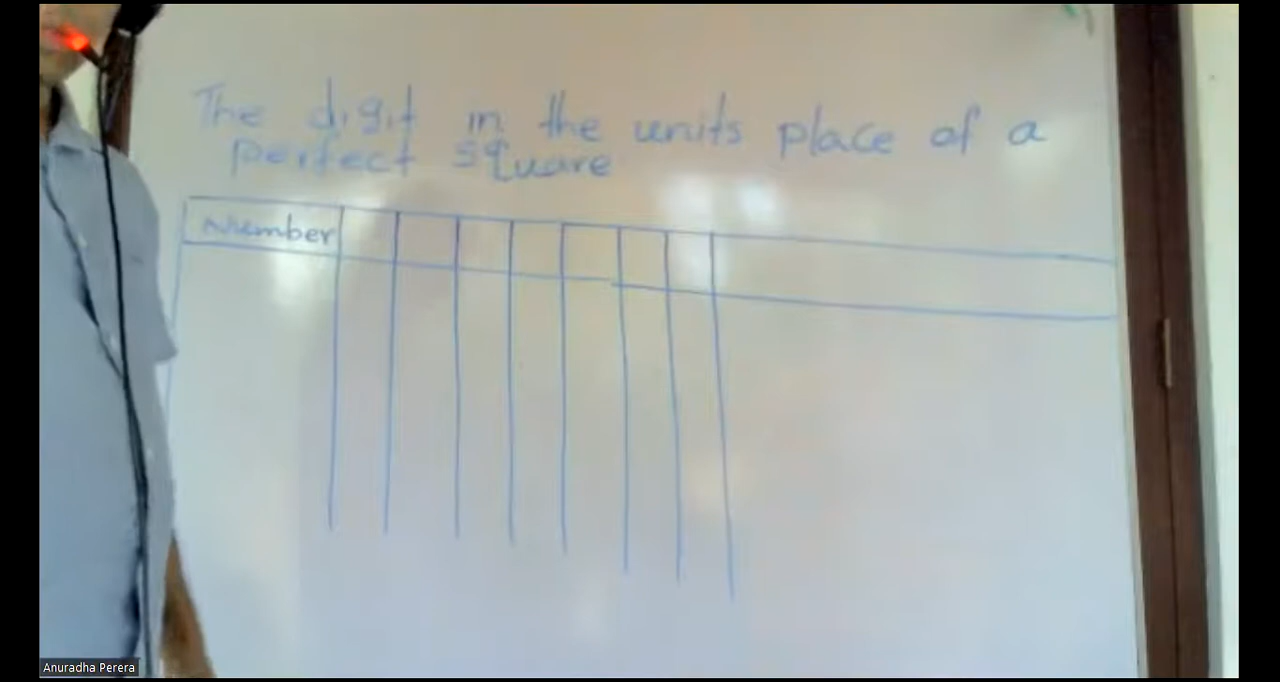 The digit in the units place of a
perfect square
Number
Anuradha Perera